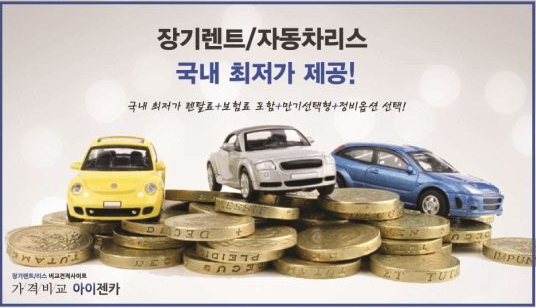 장기렌트/자동차리스
국내 최저가 제공!
국내 최저가 렌탈료+보험료 포함+만기선택형+정비옵션 선택!
장기렌트/리스 비교견적사이트
가격비교 아이젠카
TUTAMEN
DECUS